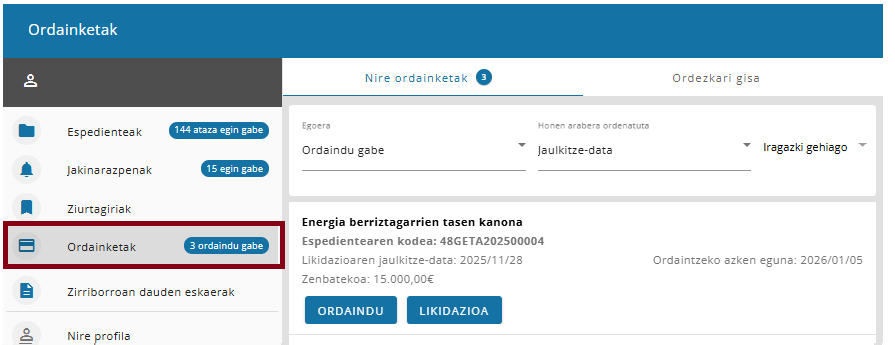 Ordainketak
Espedienteak 144 ataza egin gabe
Jakinarazpenak 15 egin gabe
Ziurtagiriak
Ordainketak 3 ordaindu gabe
Zirriborroan dauden eskaerak
Nire profila
Nire ordainketak 3 Ordezkari gisa
Egoera Honen arabera ordenatuta
Ordaindu gabe Jaulkitze-data Iragazki gehiago
Energia berriztagarrien tasen kanona
Espedientearen kodea: 48GETA202500004
Likidazioaren jaulkitze-data: 2025/11/28 Ordaintzeko azken eguna: 2026/01/05
Zenbatekoa: 15.000,00€
ORDAINDU LIKIDAZIOA